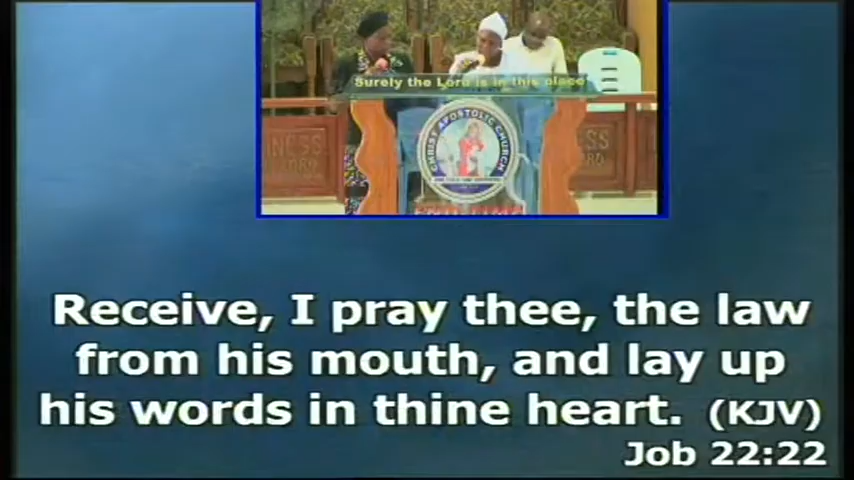 Surely the Lord is in this place
CHRIST APOSTOLIC CHURCH
Receive, I pray thee, the law
from his mouth, and lay up
his words in thine heart. (KJV)
Job 22:22